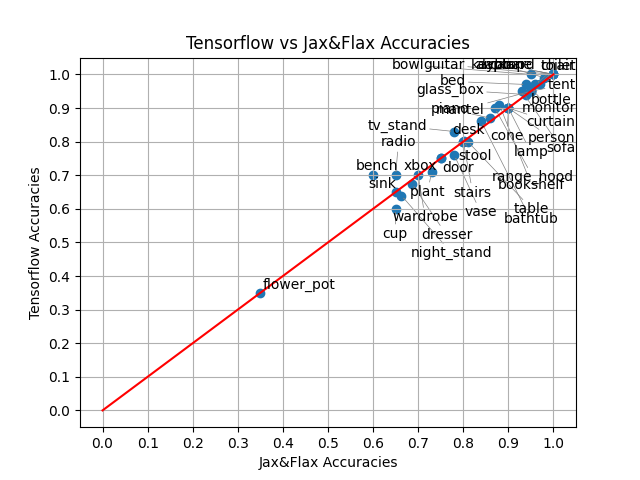 Tensorflow vs Jax&Flax Accuracies
Tensorflow Accuracies
1.0
0.9
0.8
0.7
0.6
0.5
0.4
0.3
0.2
0.1
0.0
bowl
guitar
bed
glass_box
tent
bottle
piano
mantel
monitor
curtain
tv_stand
desk
cone
person
radio
lamp
sofa
stool
bench
xbox
door
range_hood
sink
bookshelf
plant
stairs
wardrobe
vase
table
bathtub
cup
dresser
night_stand
flower_pot
0.0 0.1 0.2 0.3 0.4 0.5 0.6 0.7 0.8 0.9 1.0
Jax&Flax Accuracies